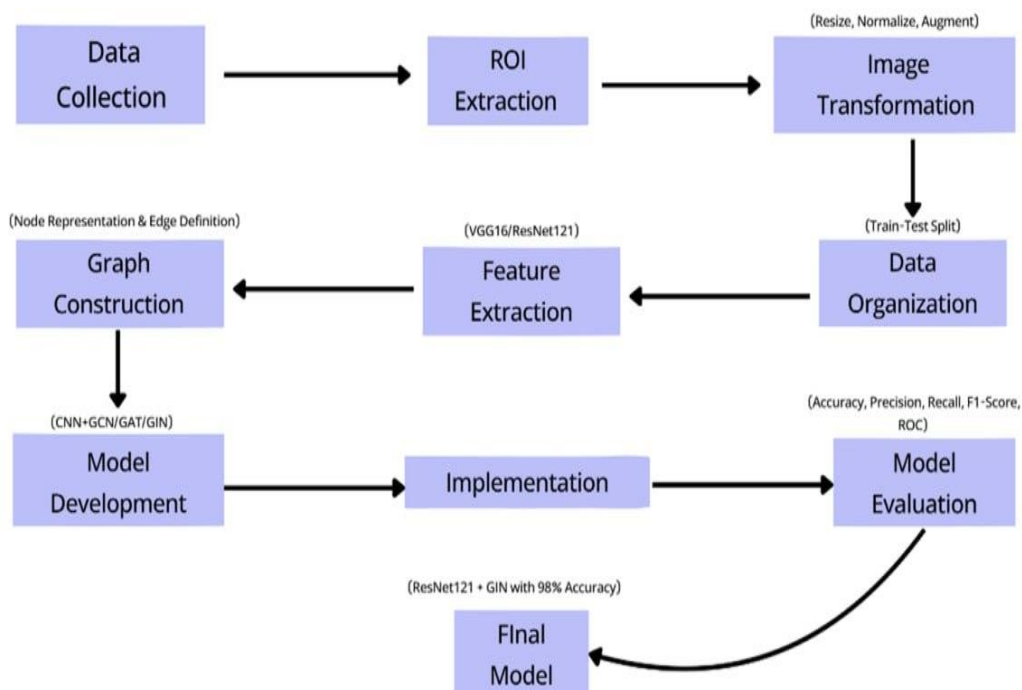 Data
Collection
ROI
Extraction
(Resize, Normalize, Augment)
Image
Transformation
(Train-Test Split)
Data
Organization
(VGG16/ResNet121)
Feature
Extraction
(Node Representation & Edge Definition)
Graph
Construction
(CNN+GCN/GAT/GIN)
Model
Development
Implementation
(Accuracy, Precision, Recall, F1-Score,
ROC)
Model
Evaluation
(ResNet121 + GIN with 98% Accuracy)
FInal
Model